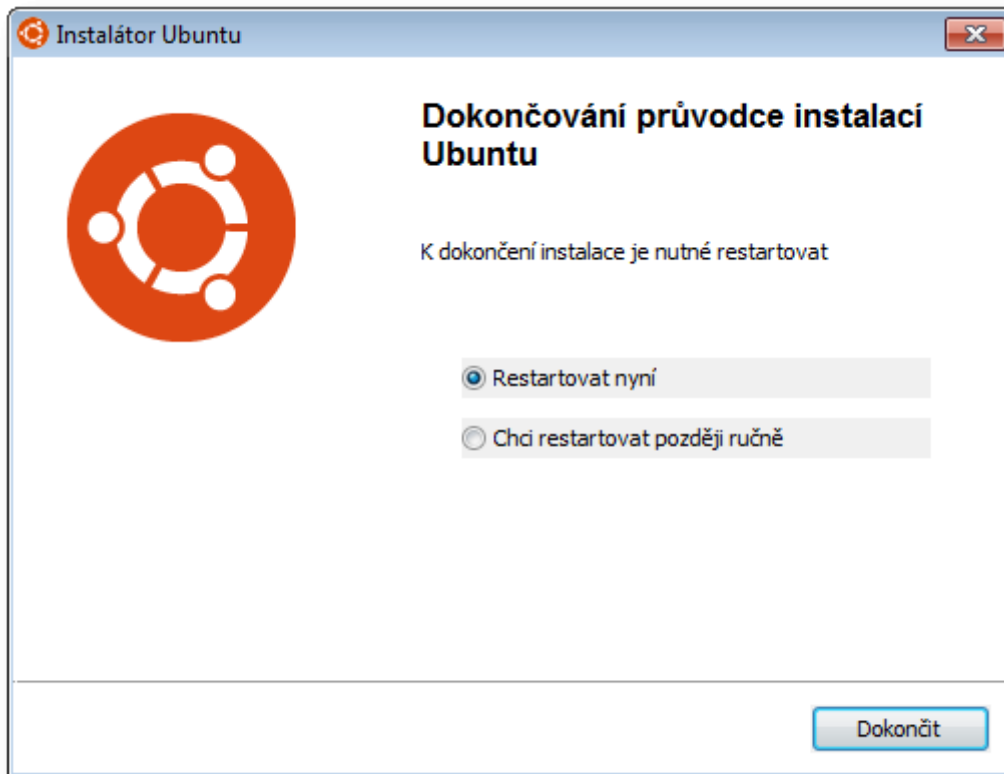 Instalátor Ubuntu
Dokončování průvodce instalací
Ubuntu
K dokončení instalace je nutné restartovat
Restartovat nyní
Chci restartovat později ručně
Dokončit